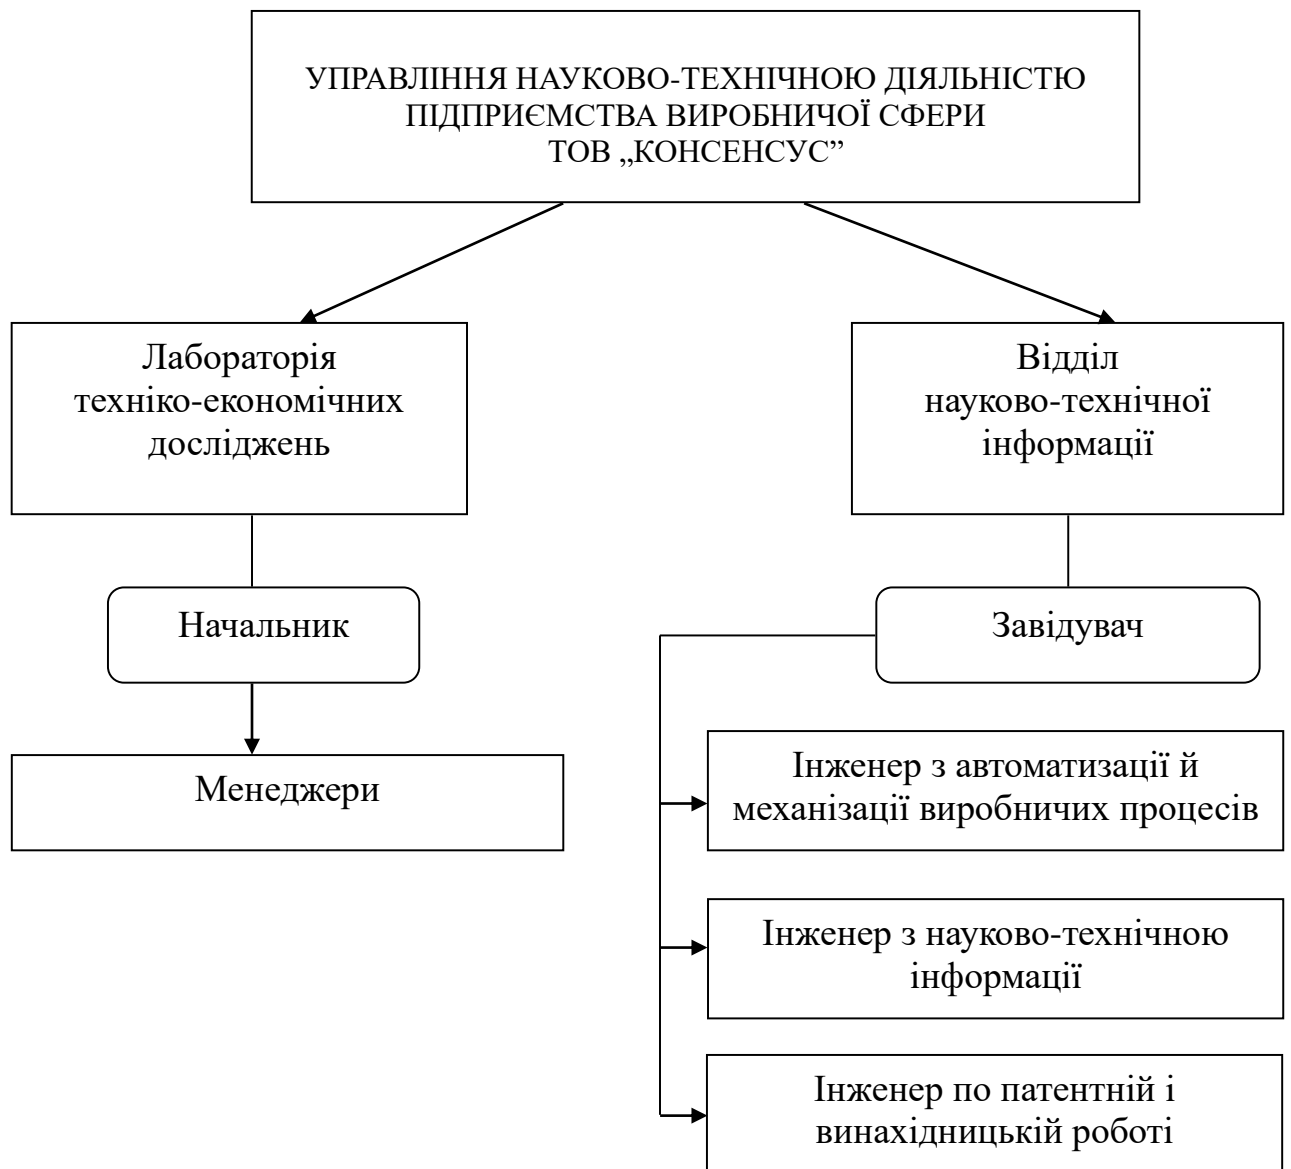 УПРАВЛІННЯ НАУКОВО-ТЕХНІЧНОЮ ДІЯЛЬНІСТЮ
ПІДПРИЄМСТВА ВИРОБНИЧОЇ СФЕРИ
ТОВ „КОНСЕНСУС”
Лабораторія
техніко-економічних
досліджень
Відділ
науково-технічної
інформації
Начальник
Завідувач
Менеджери
Інженер з автоматизації й
механізації виробничих процесів
Інженер з науково-технічною
інформації
Інженер по патентній і
винахідницькій роботі